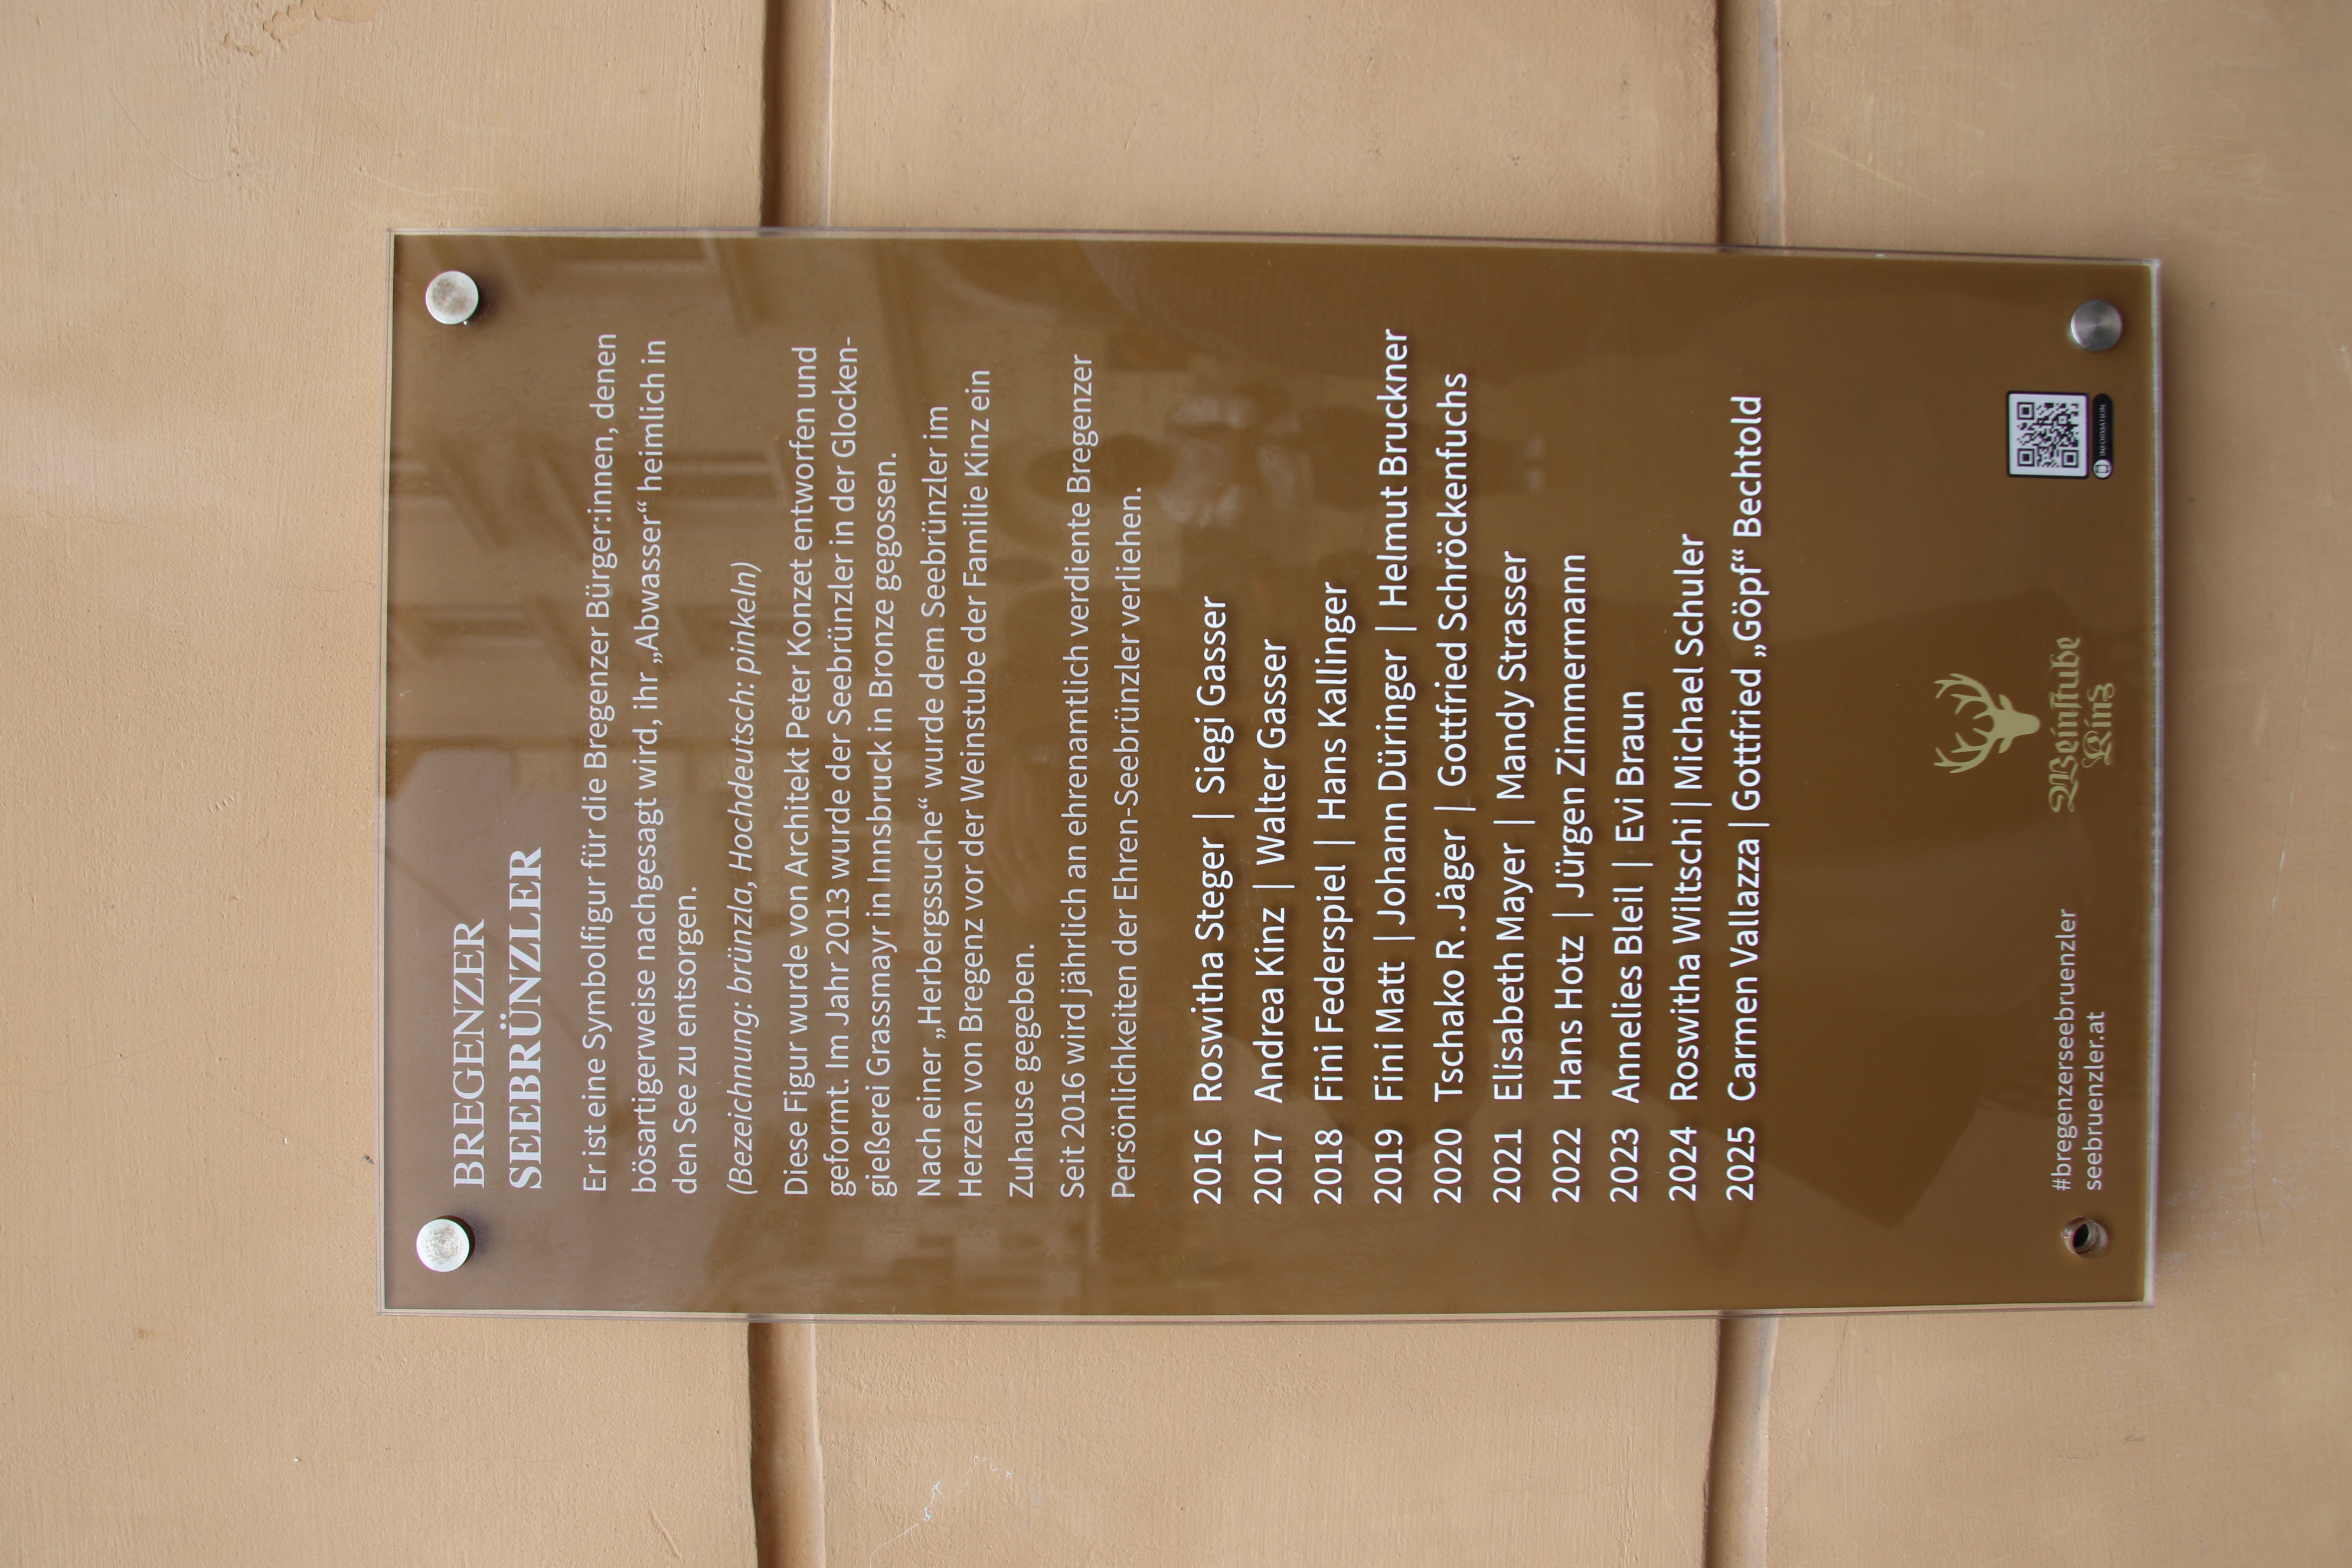 BREGENZER
SEEBRÜNZLER
Er ist eine Symbolfigur für die Bregenzer Bürger:innen, denen
bösartigerweise nachgesagt wird, ihr „Abwasser“ heimlich in
den See zu entsorgen.
(Bezeichnung: brünzla, Hochdeutsch: pinkeln)
Diese Figur wurde von Architekt Peter Konzet entworfen und
geformt. Im Jahr 2013 wurde der Seebrünzler in der Glocken-
gießerei Grassmayr in Innsbruck in Bronze gegossen.
Nach einer „Herbergssuche“ wurde dem Seebrünzler im
Herzen von Bregenz vor der Weinstube der Familie Kinz ein
Zuhause gegeben.
Seit 2016 wird jährlich an ehrenamtlich verdiente Bregenzer
Persönlichkeiten der Ehren-Seebrünzler verliehen.
2016 Roswitha Steger | Siegi Gasser
2017 Andrea Kinz | Walter Gasser
2018 Fini Federspiel | Hans Kallinger
2019 Fini Matt | Johann Düringer | Helmut Bruckner
2020 Tschako R. Jäger | Gottfried Schröckenfuchs
2021 Elisabeth Mayer | Mandy Strasser
2022 Hans Hotz | Jürgen Zimmermann
2023 Annelies Bleil | Evi Braun
2024 Roswitha Wiltschi | Michael Schuler
2025 Carmen Vallazza | Gottfried „Göpf“ Bechtold
#bregenzerseebruenzler
seebruenzler.at
Weinstube
Kinz
INFORMATION